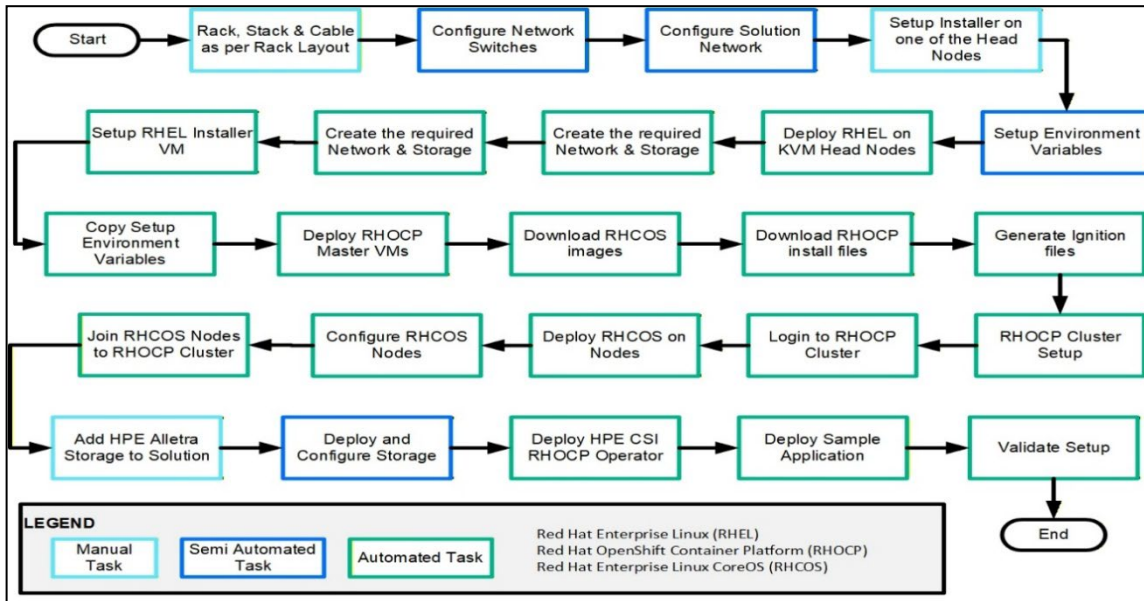 Start
Rack, Stack & Cable
as per Rack Layout
Configure Network
Switches
Configure Solution
Network
Setup Installer on
one of the Head
Nodes
Setup RHEL Installer
VM
Create the required
Network & Storage
Create the required
Network & Storage
Deploy RHEL on
KVM Head Nodes
Setup Environment
Variables
Copy Setup
Environment
Variables
Deploy RHOCP
Master VMs
Download RHCOS
images
Download RHOCP
install files
Generate Ignition
files
Join RHCOS Nodes
to RHOCP Cluster
Configure RHCOS
Nodes
Deploy RHCOS on
Nodes
Login to RHOCP
Cluster
RHOCP Cluster
Setup
Add HPE Alletra
Storage to Solution
Deploy and
Configure Storage
Deploy HPE CSI
RHOCP Operator
Deploy Sample
Application
Validate Setup
End
LEGEND
Manual
Task
Semi Automated
Task
Automated Task
Red Hat Enterprise Linux (RHEL)
Red Hat OpenShift Container Platform (RHOCP)
Red Hat Enterprise Linux CoreOS (RHCOS)